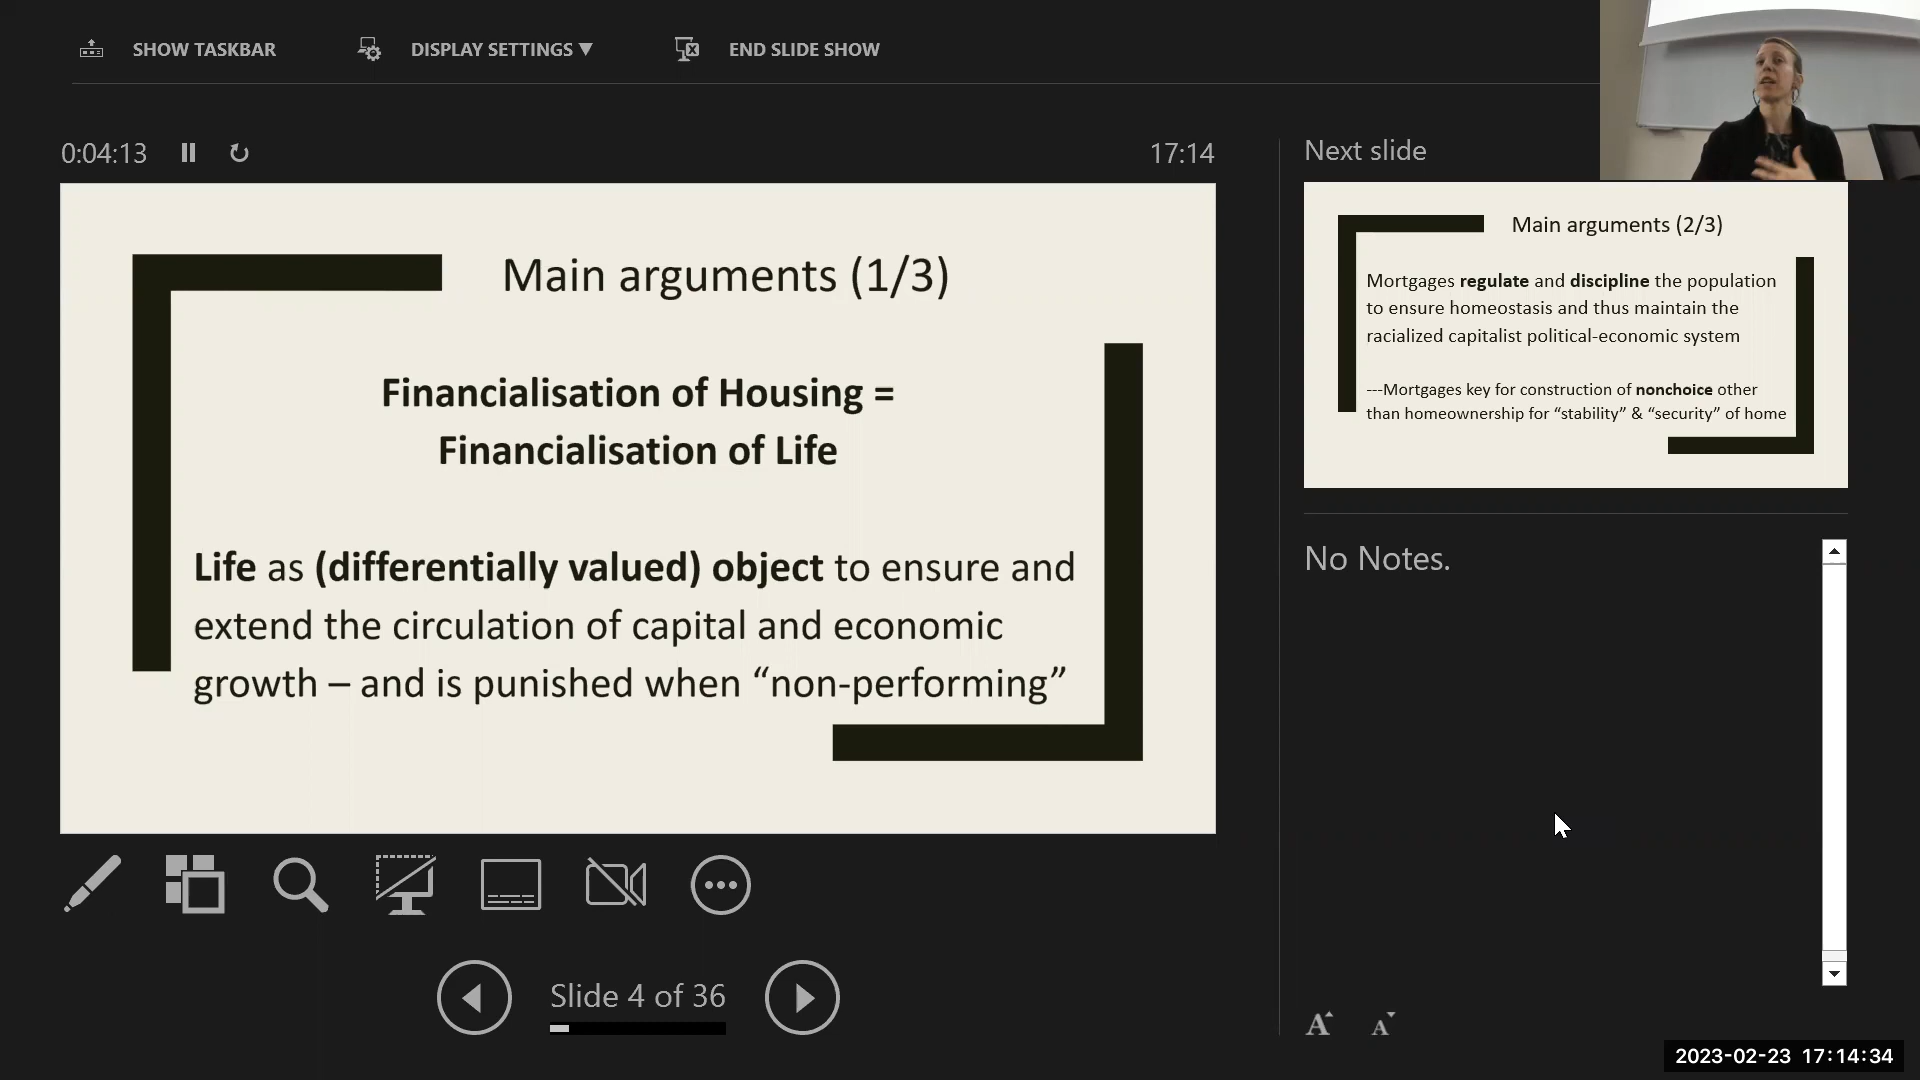 SHOW TASKBAR
DISPLAY SETTINGS ▼
END SLIDE SHOW
0:04:13
17:14
Main arguments (1/3)
Financialisation of Housing =
Financialisation of Life
Life as (differentially valued) object to ensure and
extend the circulation of capital and economic
growth – and is punished when “non-performing”
Next slide
Main arguments (2/3)
Mortgages regulate and discipline the population
to ensure homeostasis and thus maintain the
racialized capitalist political-economic system
---Mortgages key for construction of nonchoice other
than homeownership for “stability” & “security” of home
No Notes.
Slide 4 of 36
A A
2023-02-23 17:14:34